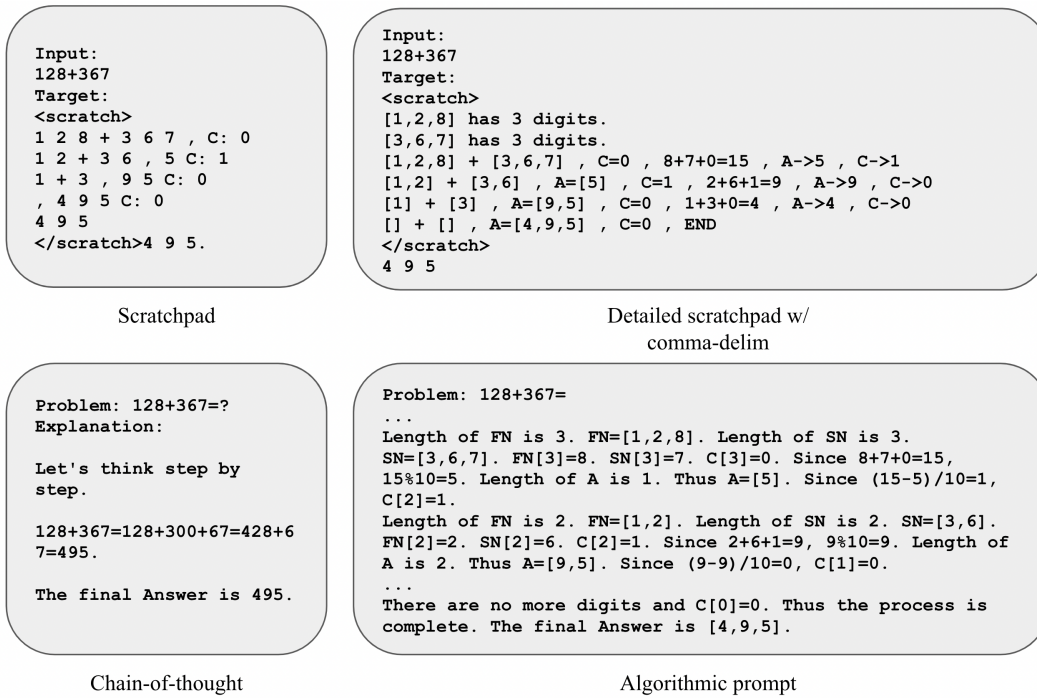 Input:
128+367
Target:
<scratch>
1 2 8 + 3 6 7 , C: 0
1 2 + 3 6 , 5 C: 1
1 + 3 , 9 5 C: 0
, 4 9 5 C: 0
4 9 5
</scratch>4 9 5.
Scratchpad
Input:
128+367
Target:
<scratch>
[1,2,8] has 3 digits.
[3,6,7] has 3 digits.
[1,2,8] + [3,6,7] , C=0 , 8+7+0=15 , A->5 , C->1
[1,2] + [3,6] , A=[5] , C=1 , 2+6+1=9 , A->9 , C->0
[1] + [3] , A=[9,5] , C=0 , 1+3+0=4 , A->4 , C->0
[] + [] , A=[4,9,5] , C=0 , END
</scratch>
4 9 5
Detailed scratchpad w/
comma-delim
Problem: 128+367=?
Explanation:
Let's think step by
step.
128+367=128+300+67=428+6
7=495.
The final Answer is 495.
Chain-of-thought
Problem: 128+367=
...
Length of FN is 3. FN=[1,2,8]. Length of SN is 3.
SN=[3,6,7]. FN[3]=8. SN[3]=7. C[3]=0. Since 8+7+0=15,
15%10=5. Length of A is 1. Thus A=[5]. Since (15-5)/10=1,
C[2]=1.
Length of FN is 2. FN=[1,2]. Length of SN is 2. SN=[3,6].
FN[2]=2. SN[2]=6. C[2]=1. Since 2+6+1=9, 9%10=9. Length of
A is 2. Thus A=[9,5]. Since (9-9)/10=0, C[1]=0.
...
There are no more digits and C[0]=0. Thus the process is
complete. The final Answer is [4,9,5].
Algorithmic prompt